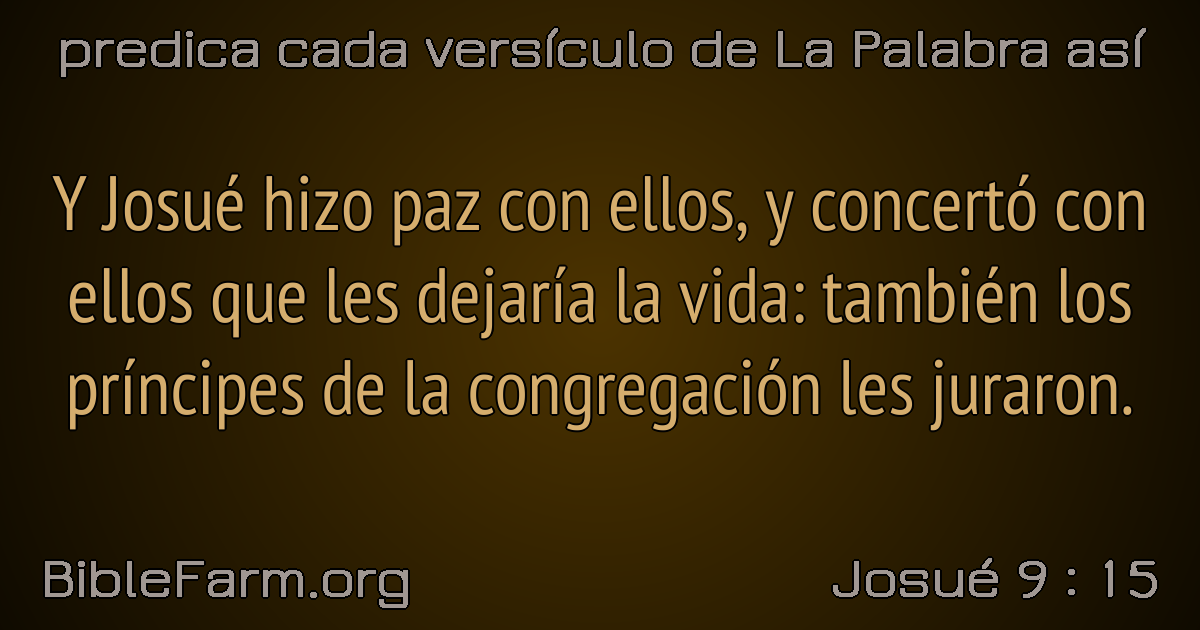 predica cada versículo de La Palabra así
Y Josué hizo paz con ellos, y concertó con
ellos que les dejaría la vida: también los
príncipes de la congregación les juraron.
BibleFarm.org
Josué 9 : 15